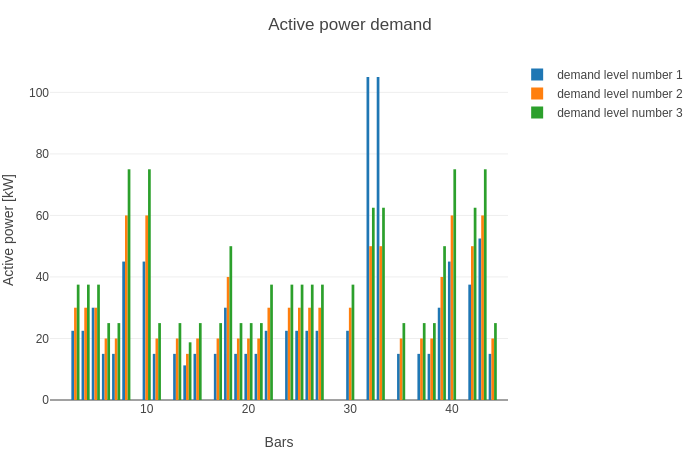 Active power demand
demand level number 1
demand level number 2
demand level number 3
Active power [kW]
100
80
60
40
20
0
10
20
30
40
Bars